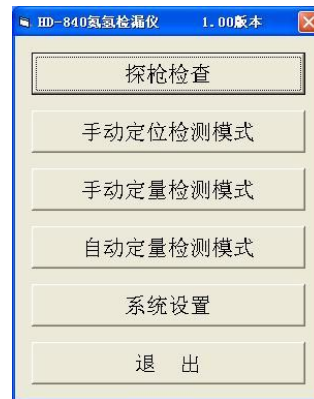 HD-840氮氢检漏仪 1.00版本
探枪检查
手动定位检测模式
手动定量检测模式
自动定量检测模式
系统设置
退 出